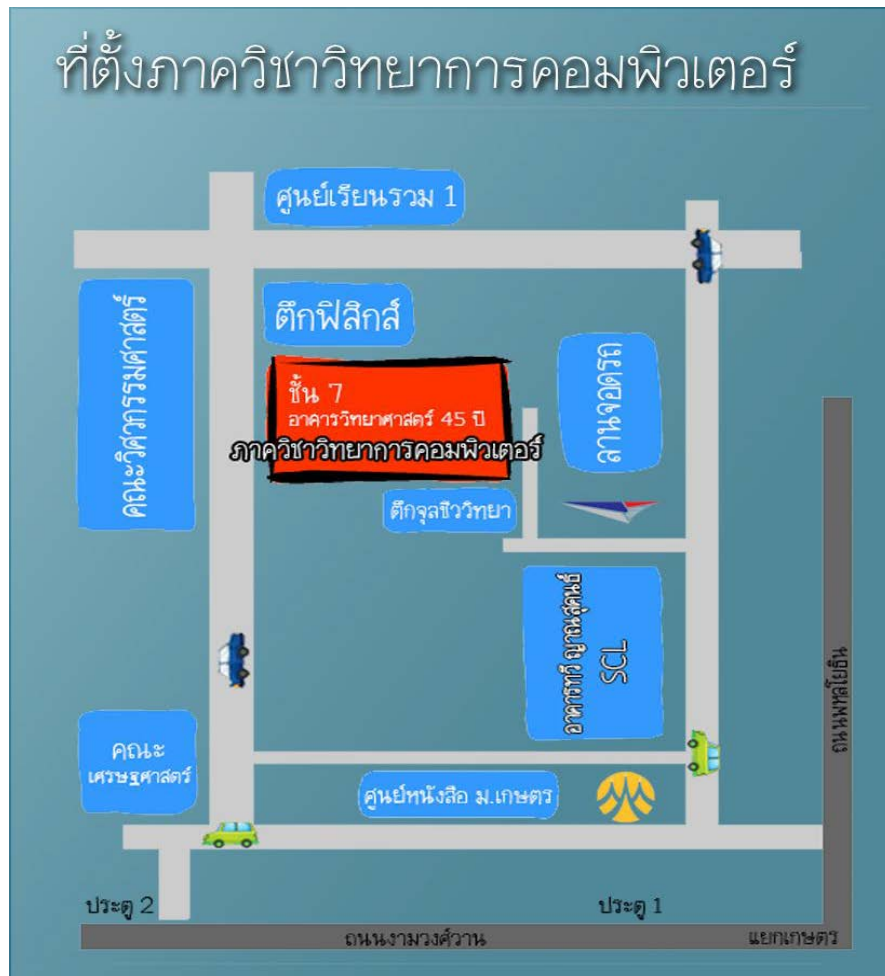 ที่ตั้งภาควิชาวิทยาการคอมพิวเตอร์
ศูนย์เรียนรวม 1
คณะวิศวกรรมศาสตร์
ตึกฟิสิกส์
ชั้น 7
อาคารวิทยาศาสตร์ 45 ปี
ภาควิชาวิทยาการคอมพิวเตอร์
ลานจอดรถ
ตึกจุลชีววิทยา
อาคารทวี ญาณสุคนธ์
SCL
ถนนพหลโยธิน
คณะ
เศรษฐศาสตร์
ศูนย์หนังสือ ม.เกษตร
ประตู 2
ประตู 1
ถนนงามวงศ์วาน
แยกเกษตร